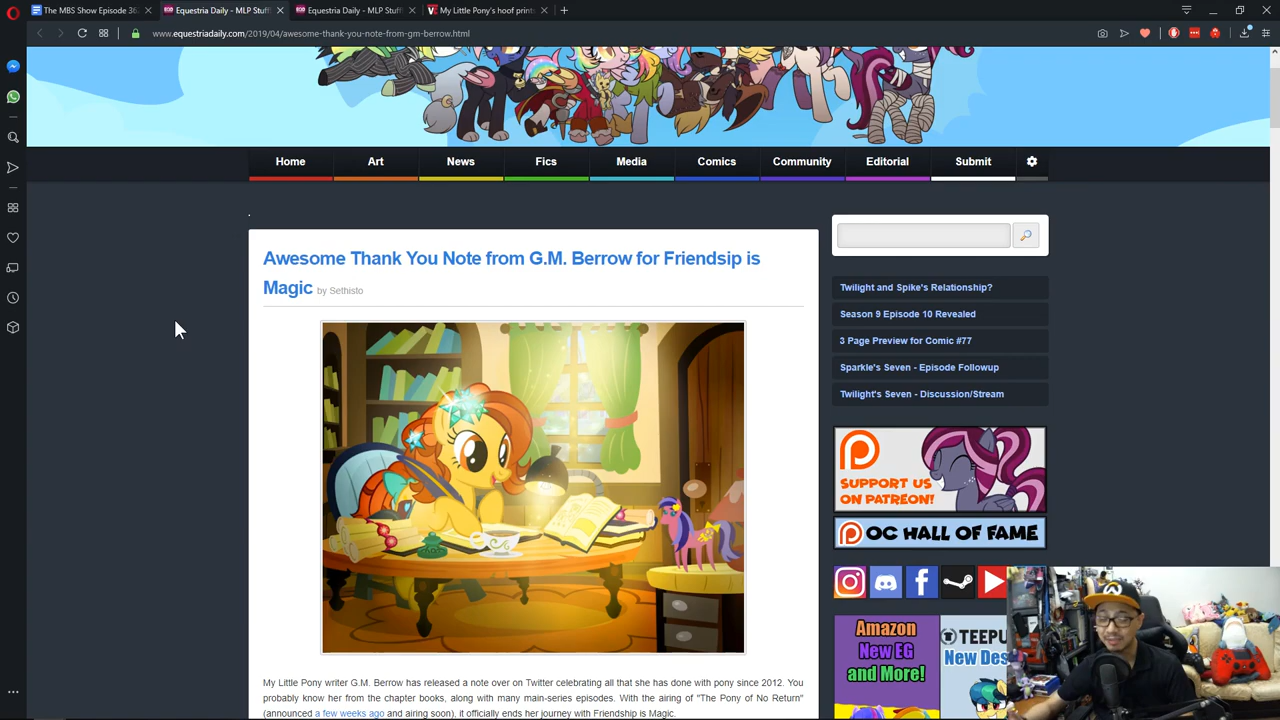 The MBS Show Episode 36
Equestria Daily - MLP Stuff
Equestria Daily - MLP Stuff
My Little Pony's hoof prints
www.equestriadaily.com/2019/04/awesome-thank-you-note-from-gm-berrow.html
Home Art News Fics Media Comics Community Editorial Submit
Awesome Thank You Note from G.M. Berrow for Friendsip is
Magic by Sethisto
Twilight and Spike's Relationship?
Season 9 Episode 10 Revealed
3 Page Preview for Comic #77
Sparkle's Seven - Episode Followup
Twilight's Seven - Discussion/Stream
SUPPORT US
ON PATREON!
OC HALL OF FAME
Amazon
New EG
and More!
TEEPU
New Des
My Little Pony writer G.M. Berrow has released a note over on Twitter celebrating all that she has done with pony since 2012. You
probably know her from the chapter books, along with many main-series episodes. With the airing of "The Pony of No Return"
(announced a few weeks ago and airing soon), it officially ends her journey with Friendship is Magic.